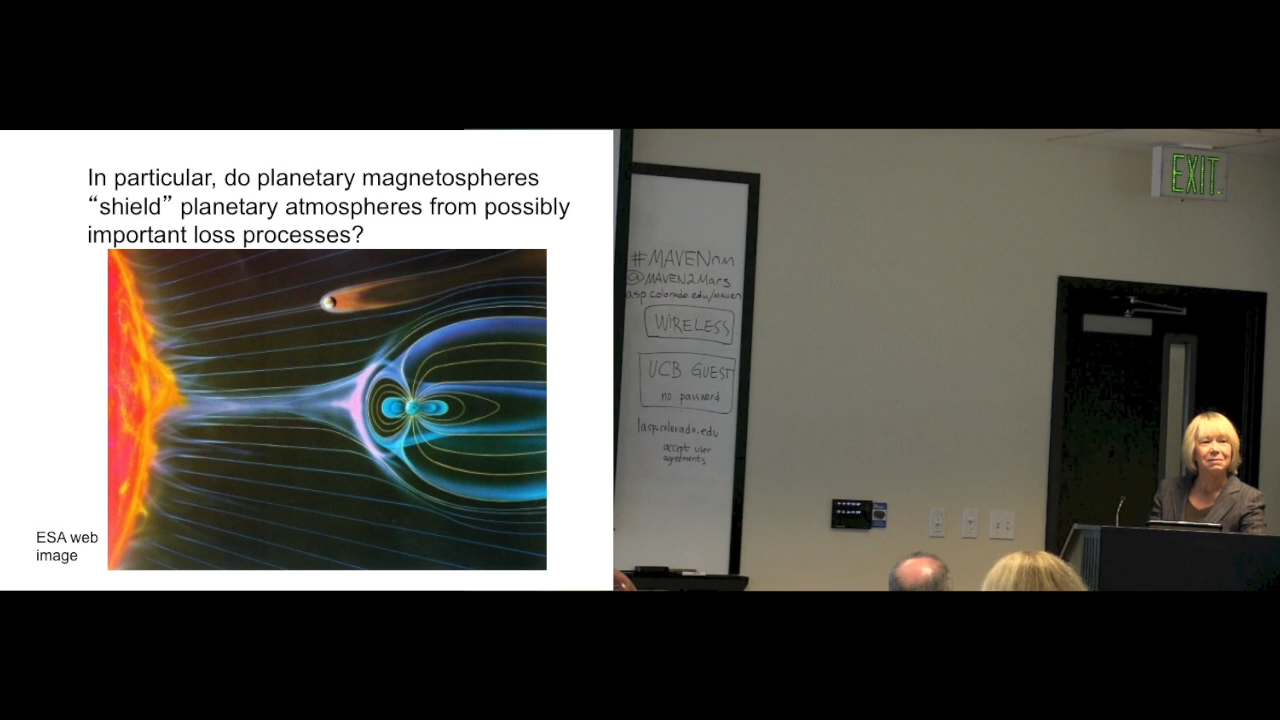 In particular, do planetary magnetospheres
“shield” planetary atmospheres from possibly
important loss processes?
ESA web
image
#MAVENnm
@MAVEN2Mars
lasp.colorado.edu/maven
WIRELESS
UCB GUEST
no password
lasp.colorado.edu
accept user
agreements
EXIT